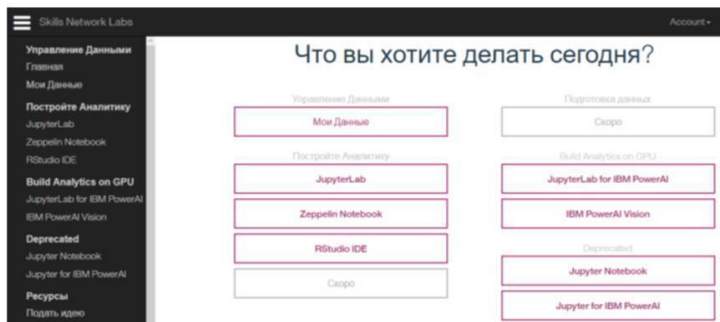 Skills Network Labs
Account
Управление Данными
Главная
Мои Данные
Постройте Аналитику
JupyterLab
Zeppelin Notebook
RStudio IDE
Build Analytics on GPU
JupyterLab for IBM PowerAI
IBM PowerAI Vision
Deprecated
Jupyter Notebook
Jupyter for IBM PowerAI
Ресурсы
Подать идею
Что вы хотите делать сегодня?
Управление Данными
Мои Данные
Постройте Аналитику
JupyterLab
Zeppelin Notebook
RStudio IDE
Скоро
Подготовка данных
Скоро
Build Analytics on GPU
JupyterLab for IBM PowerAI
IBM PowerAI Vision
Deprecated
Jupyter Notebook
Jupyter for IBM PowerAI